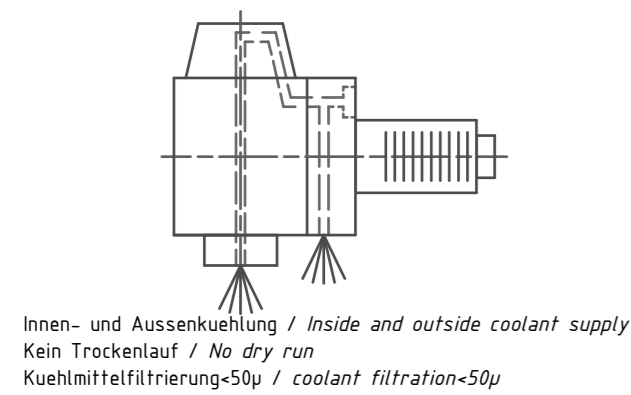 Innen- und Aussenkuehlung / Inside and outside coolant supply
Kein Trockenlauf / No dry run
Kuehlmittelfiltrierung<50µ / coolant filtration<50µ